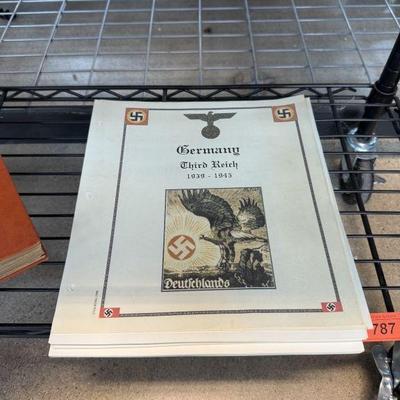 Germany
Third Reich
1939 - 1945
Deutschlands
787